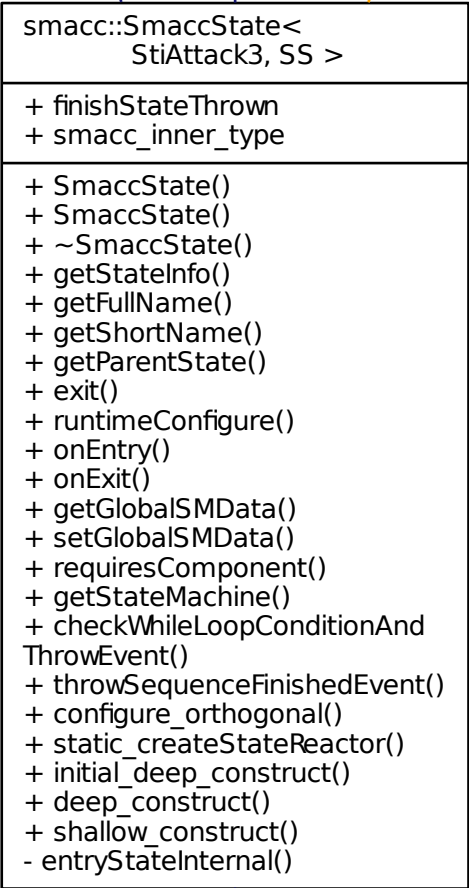 smacc::SmaccState<
StiAttack3, SS >
+ finishStateThrown
+ smacc_inner_type
+ SmaccState()
+ SmaccState()
+ ~SmaccState()
+ getStateInfo()
+ getFullName()
+ getShortName()
+ getParentState()
+ exit()
+ runtimeConfigure()
+ onEntry()
+ onExit()
+ getGlobalSMData()
+ setGlobalSMData()
+ requiresComponent()
+ getStateMachine()
+ checkWhileLoopConditionAnd
ThrowEvent()
+ throwSequenceFinishedEvent()
+ configure_orthogonal()
+ static_createStateReactor()
+ initial_deep_construct()
+ deep_construct()
+ shallow_construct()
- entryStateInternal()